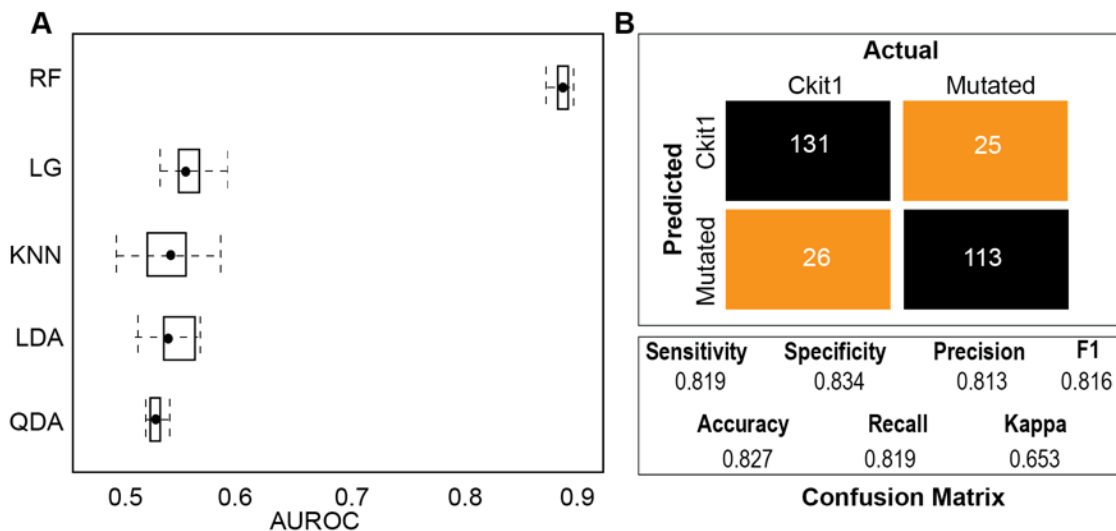 A
RF
LG
KNN
LDA
QDA
0.5 0.6 0.7 0.8 0.9
AUROC
B
Actual
Ckit1 Mutated
Predicted
Ckit1
131 25
Mutated
26 113
Sensitivity Specificity Precision F1
0.819 0.834 0.813 0.816
Accuracy Recall Kappa
0.827 0.819 0.653
Confusion Matrix